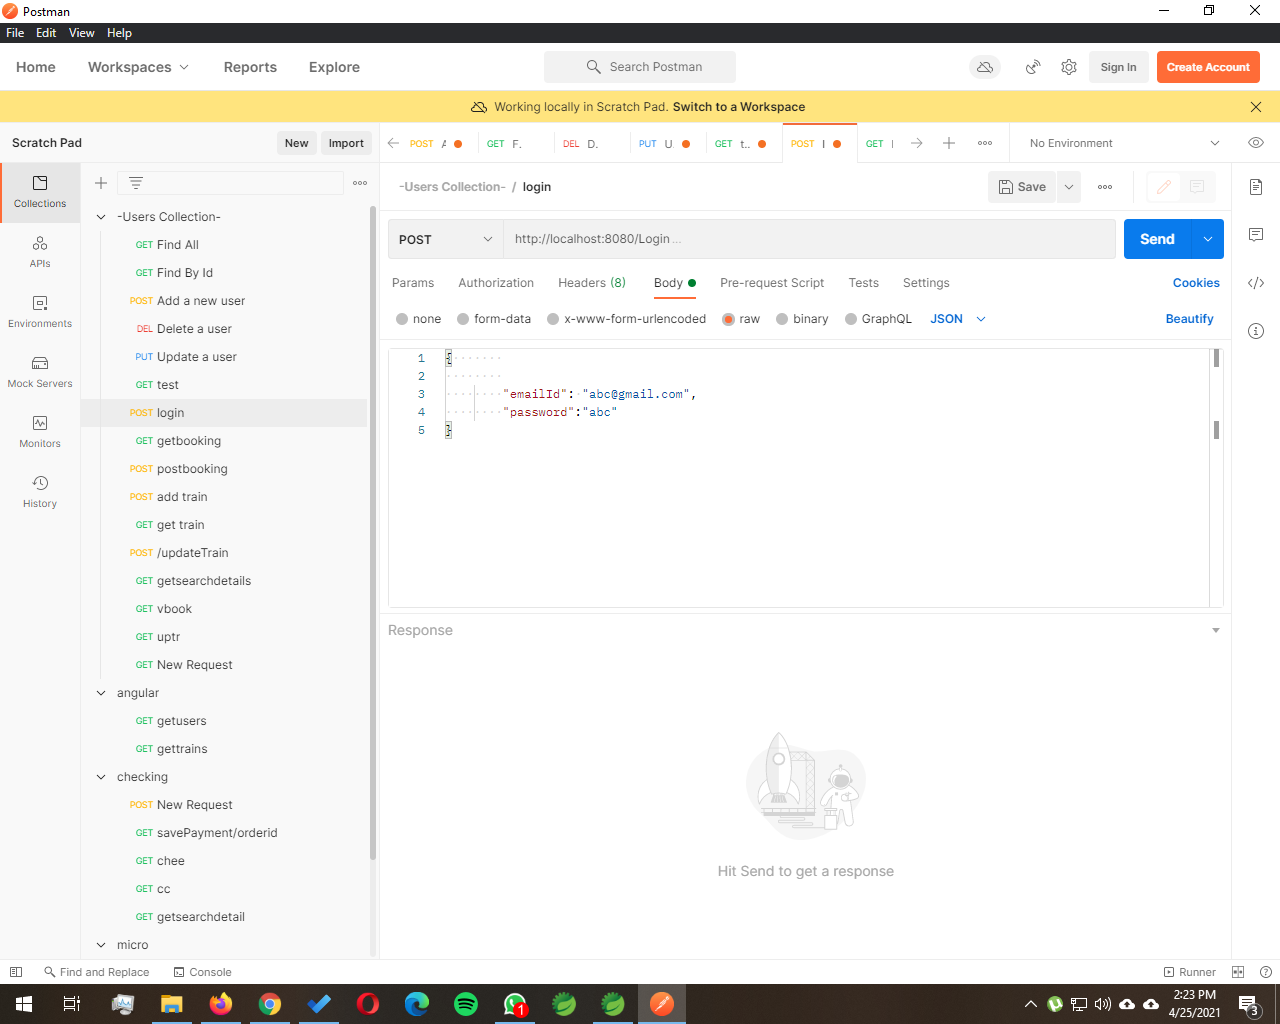 Postman
File Edit View Help
Home Workspaces Reports Explore Search Postman Sign In Create Account
Working locally in Scratch Pad. Switch to a Workspace
Scratch Pad New Import
POST GET F. DEL D. PUT U GET t.. POST GET No Environment
Collections
APIs
Environments
Mock Servers
Monitors
History
-Users Collection-
GET Find All
GET Find By Id
POST Add a new user
DEL Delete a user
PUT Update a user
GET test
POST login
GET getbooking
POST postbooking
POST add train
GET get train
POST /updateTrain
GET getsearchdetails
GET vbook
GET uptr
GET New Request
angular
GET getusers
GET gettrains
checking
POST New Request
GET savePayment/orderid
GET chee
GET cc
GET getsearchdetail
micro
-Users Collection- / login Save
POST http://localhost:8080/Login ... Send
Params Authorization Headers (8) Body Pre-request Script Tests Settings Cookies
none form-data x-www-form-urlencoded raw binary GraphQL JSON Beautify
1 {
2
3 "emailId": "abc@gmail.com",
4 "password":"abc"
5 }
Response
Hit Send to get a response
Find and Replace Console Runner
1
2:23 PM
4/25/2021
3